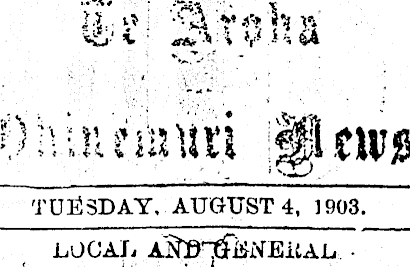 Te Aroha
Ohinemuri News
TUESDAY, AUGUST 4, 1903.
LOCAL AND GENERAL